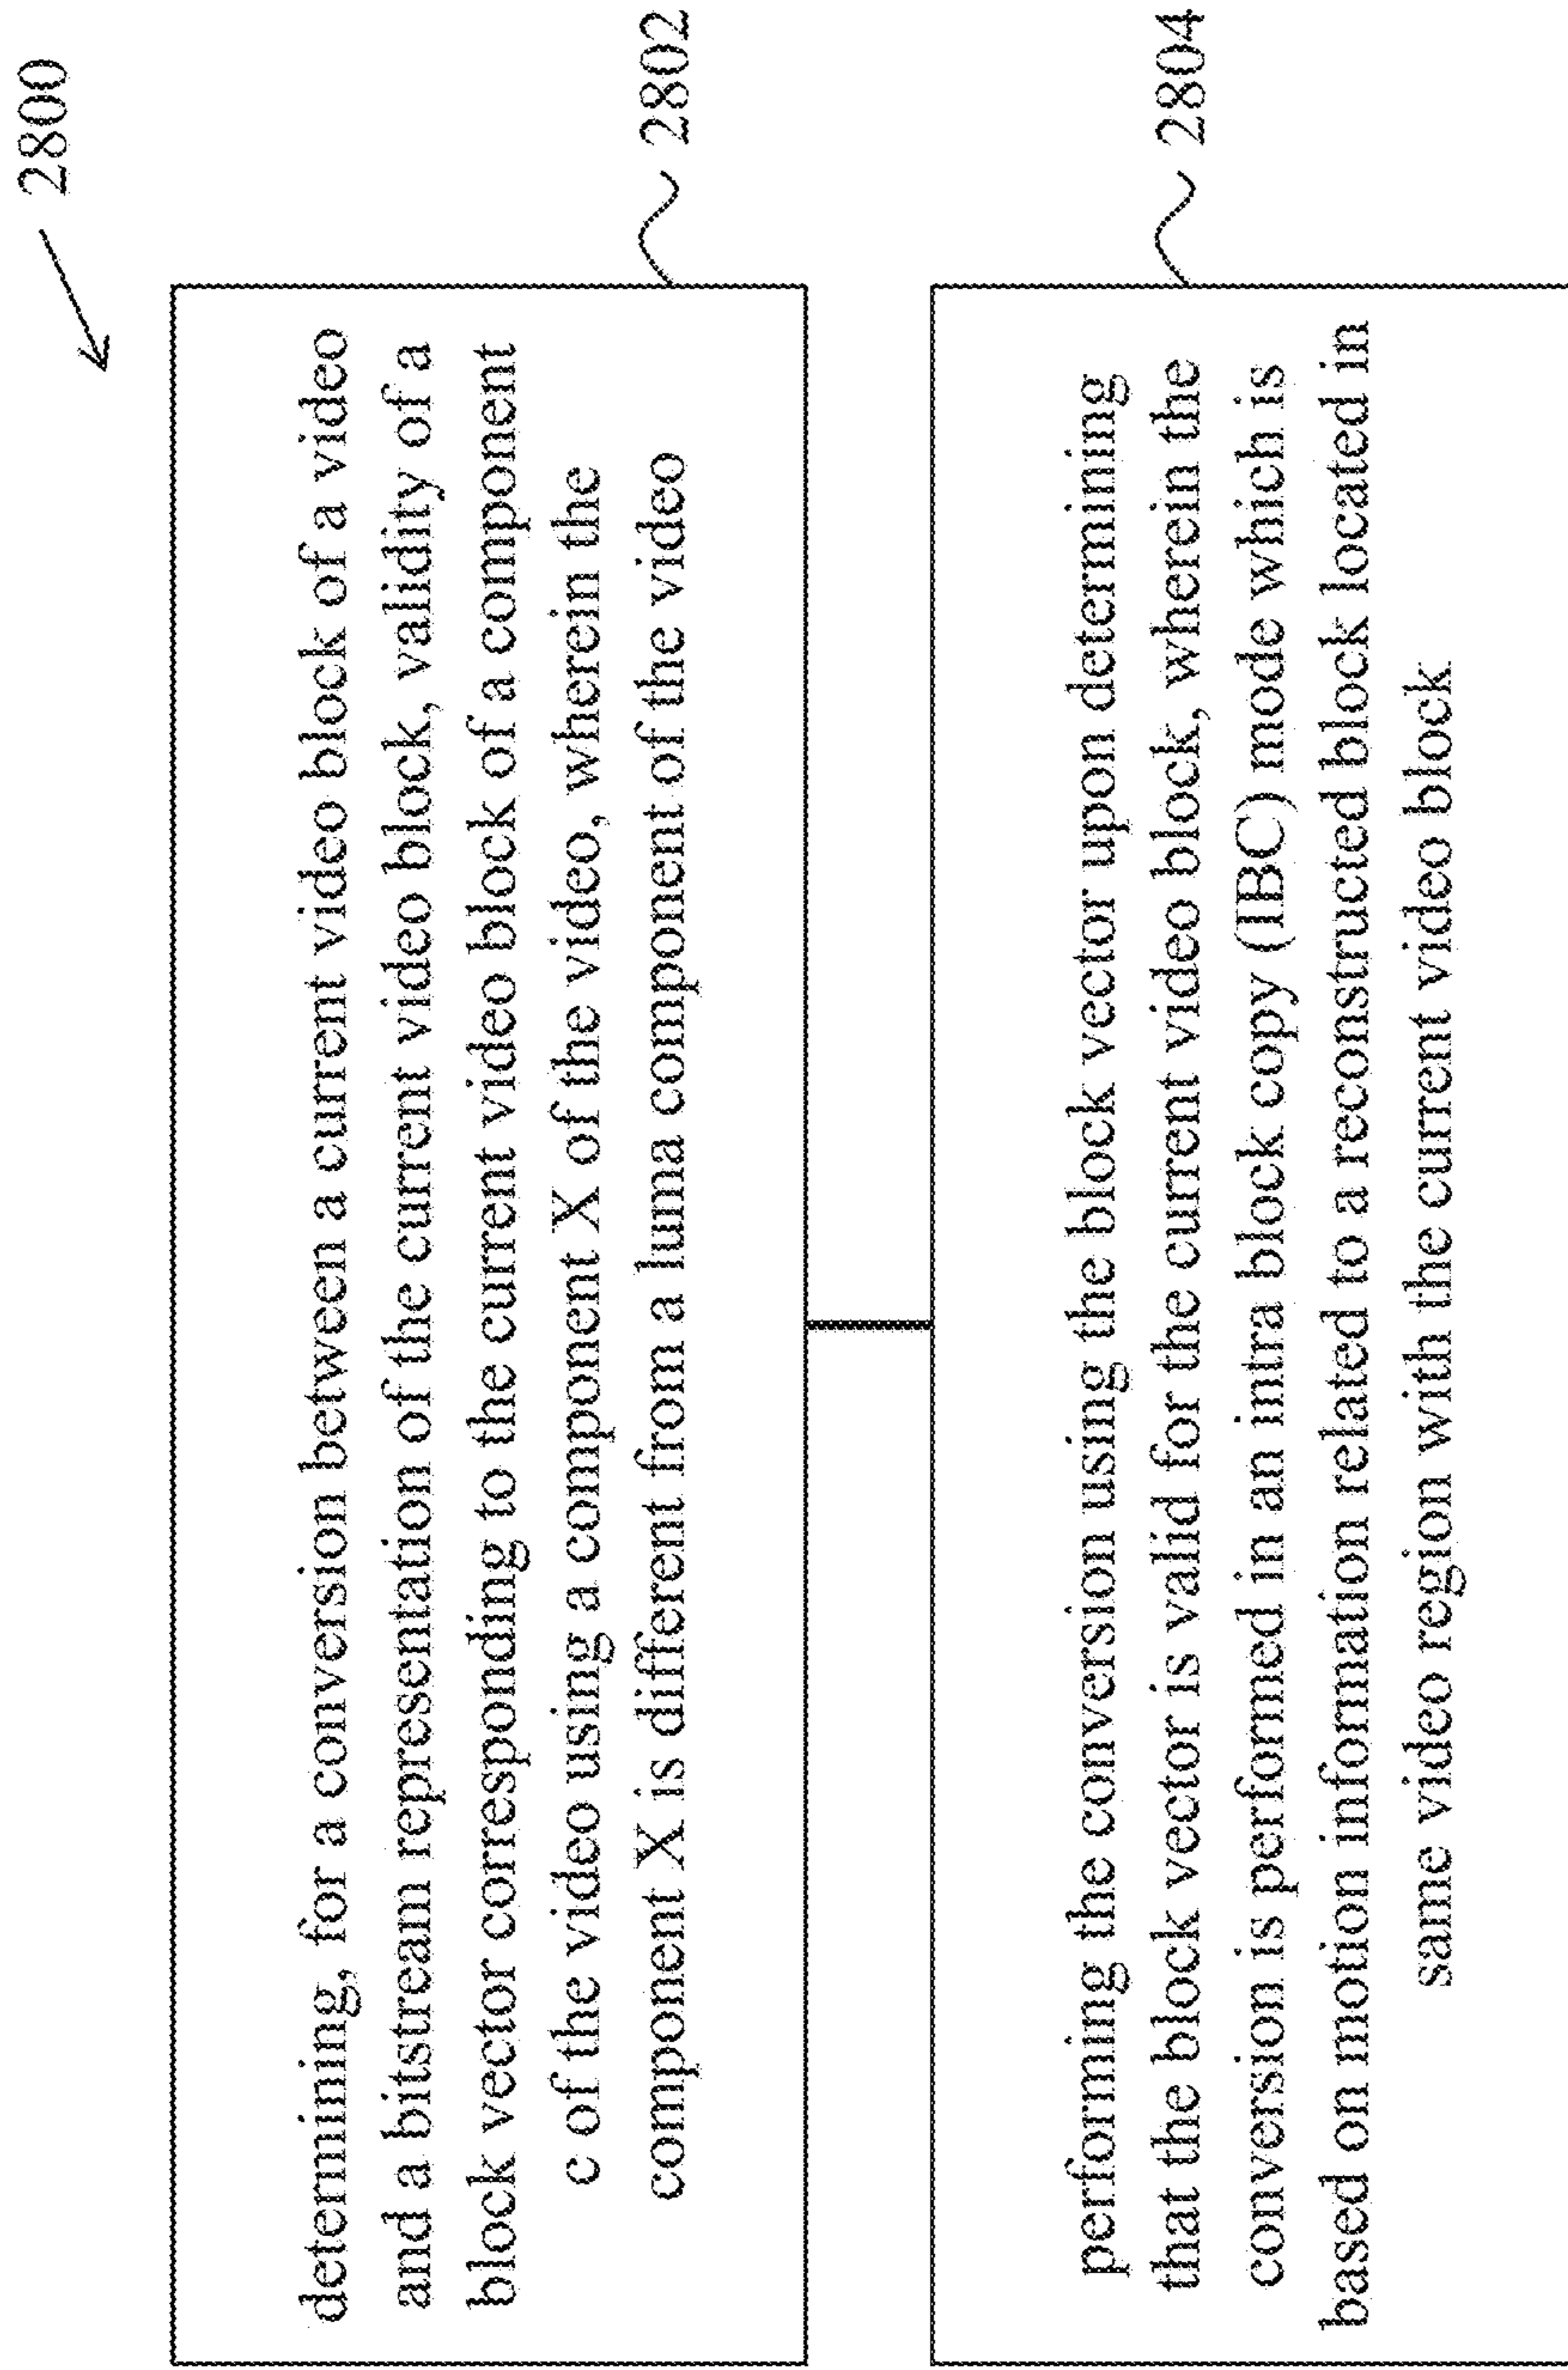 2800
determining, for a conversion between a current video block of a video
and a bitstream representation of the current video block, validity of a
block vector corresponding to the current video block of a component
c of the video using a component X of the video, wherein the
component X is different from a luma component of the video
2802
performing the conversion using the block vector upon determining
that the block vector is valid for the current video block, wherein the
conversion is performed in an intra block copy (IBC) mode which is
based on motion information related to a reconstructed block located in
same video region with the current video block
2804